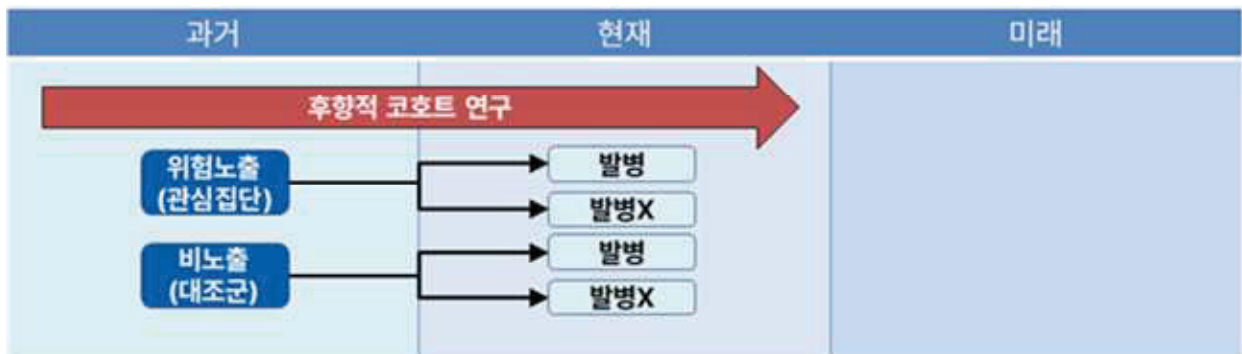 과거
현재
미래
후향적 코호트 연구
위험노출
(관심집단)
발병
발병X
비노출
(대조군)
발병
발병X